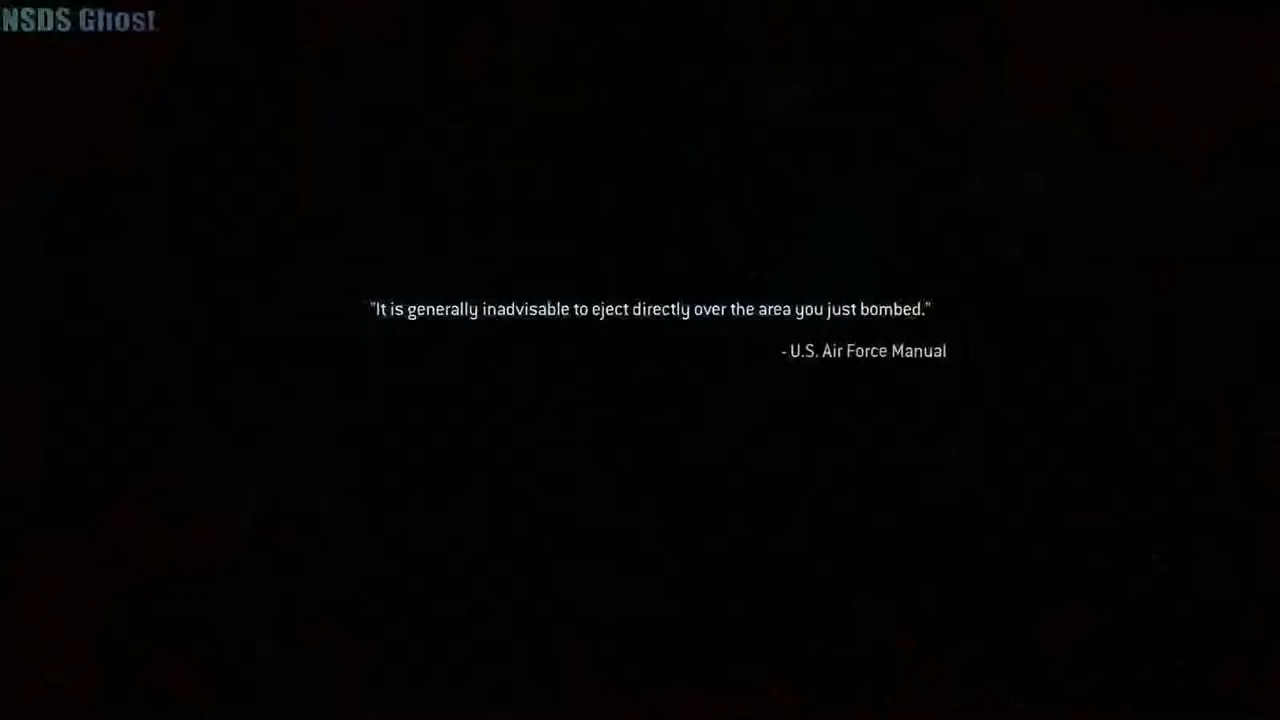 NSDS Ghost
"It is generally inadvisable to eject directly over the area you just bombed."
- U.S. Air Force Manual